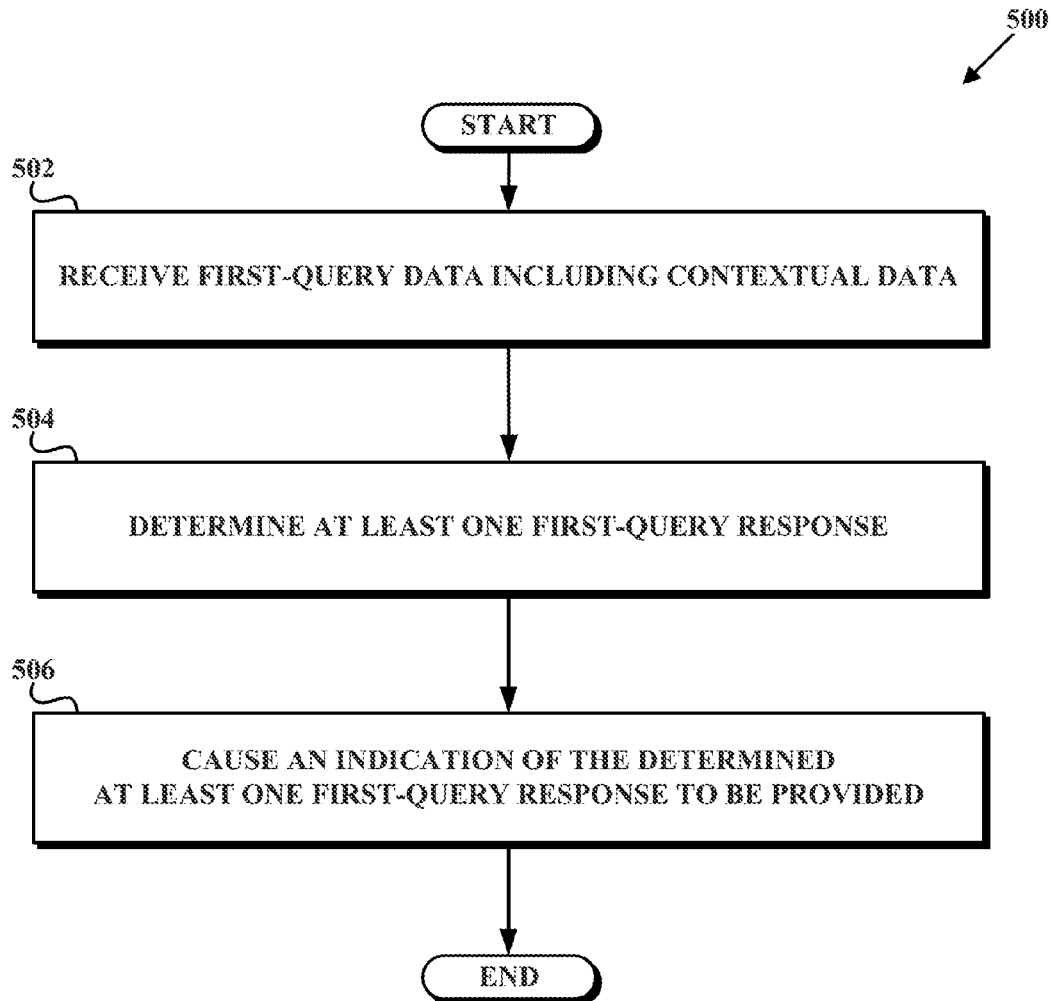 500
START
502
RECEIVE FIRST-QUERY DATA INCLUDING CONTEXTUAL DATA
504
DETERMINE AT LEAST ONE FIRST-QUERY RESPONSE
506
CAUSE AN INDICATION OF THE DETERMINED
AT LEAST ONE FIRST-QUERY RESPONSE TO BE PROVIDED
END